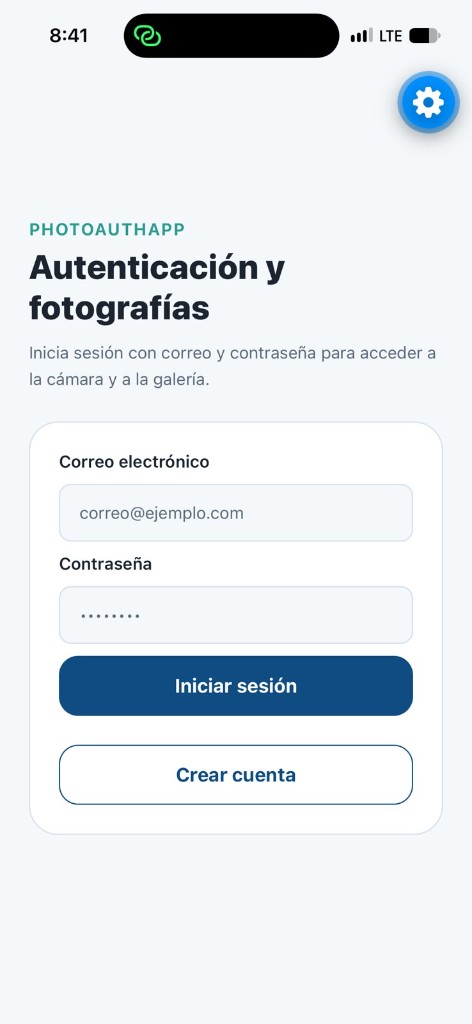 8:41
LTE
PHOTOAUTHAPP
Autenticación y
fotografías
Inicia sesión con correo y contraseña para acceder a
la cámara y a la galería.
Correo electrónico
correo@ejemplo.com
Contraseña
••••••••
Iniciar sesión
Crear cuenta